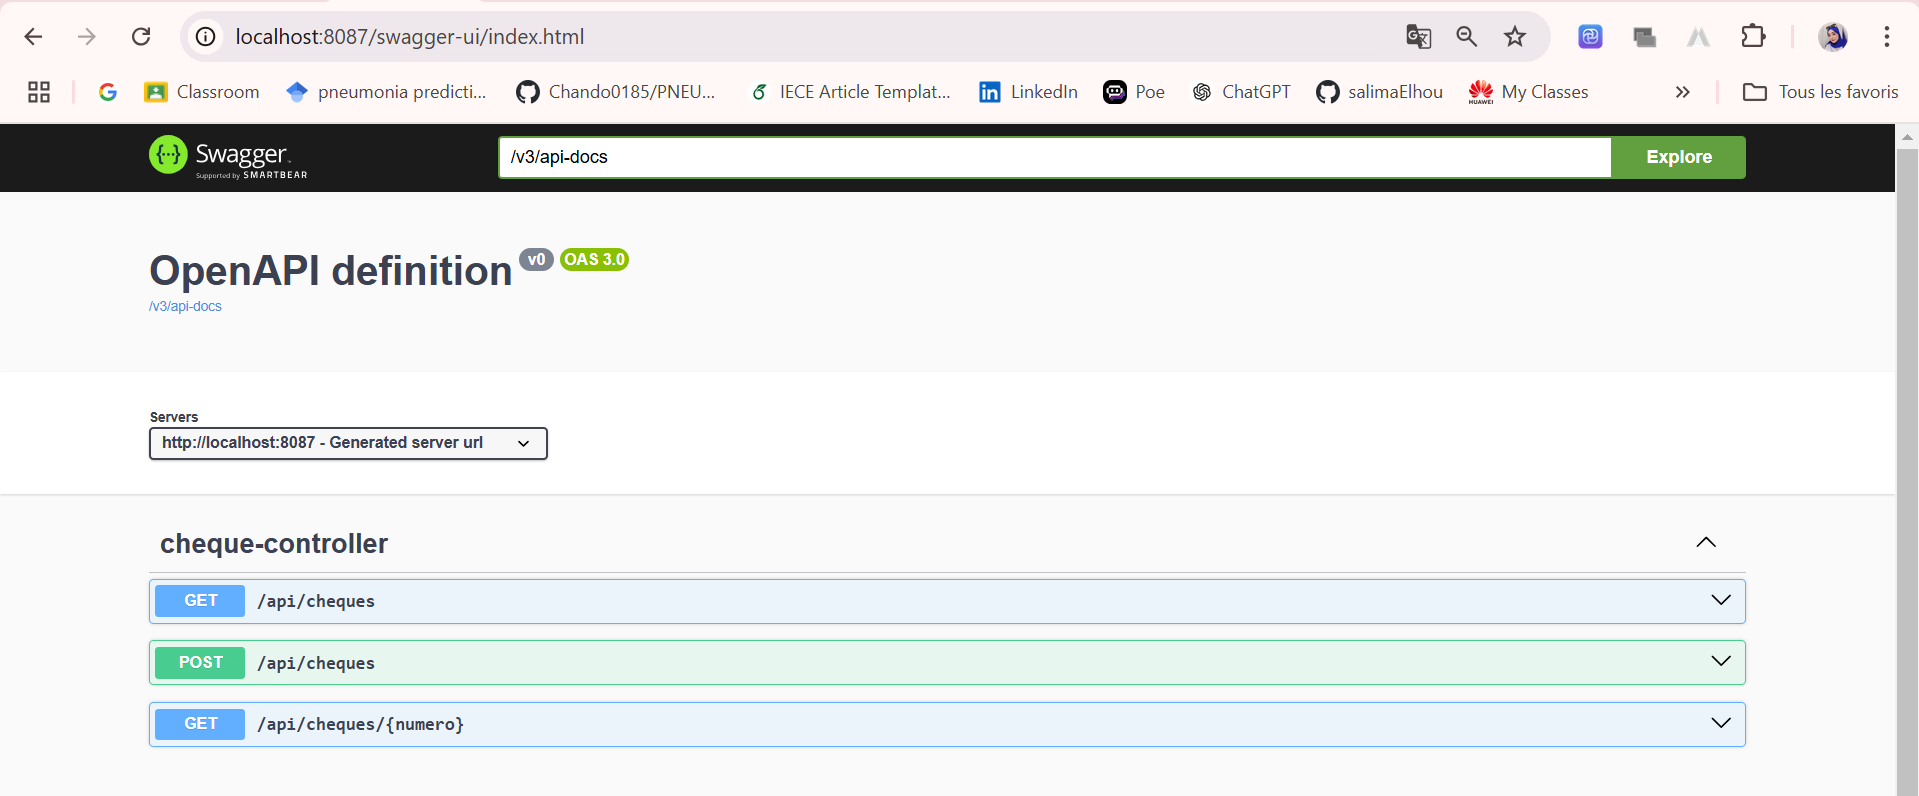 localhost:8087/swagger-ui/index.html
Classroom
pneumonia predicti...
Chando0185/PNEU...
IECE Article Templat...
LinkedIn
Poe
ChatGPT
salimaElhou
HUAWEI
My Classes
Tous les favoris
Swagger
Supported by SMARTBEAR
/v3/api-docs
Explore
OpenAPI definition v0 OAS 3.0
/v3/api-docs
Servers
http://localhost:8087 - Generated server url
cheque-controller
GET /api/cheques
POST /api/cheques
GET /api/cheques/{numero}